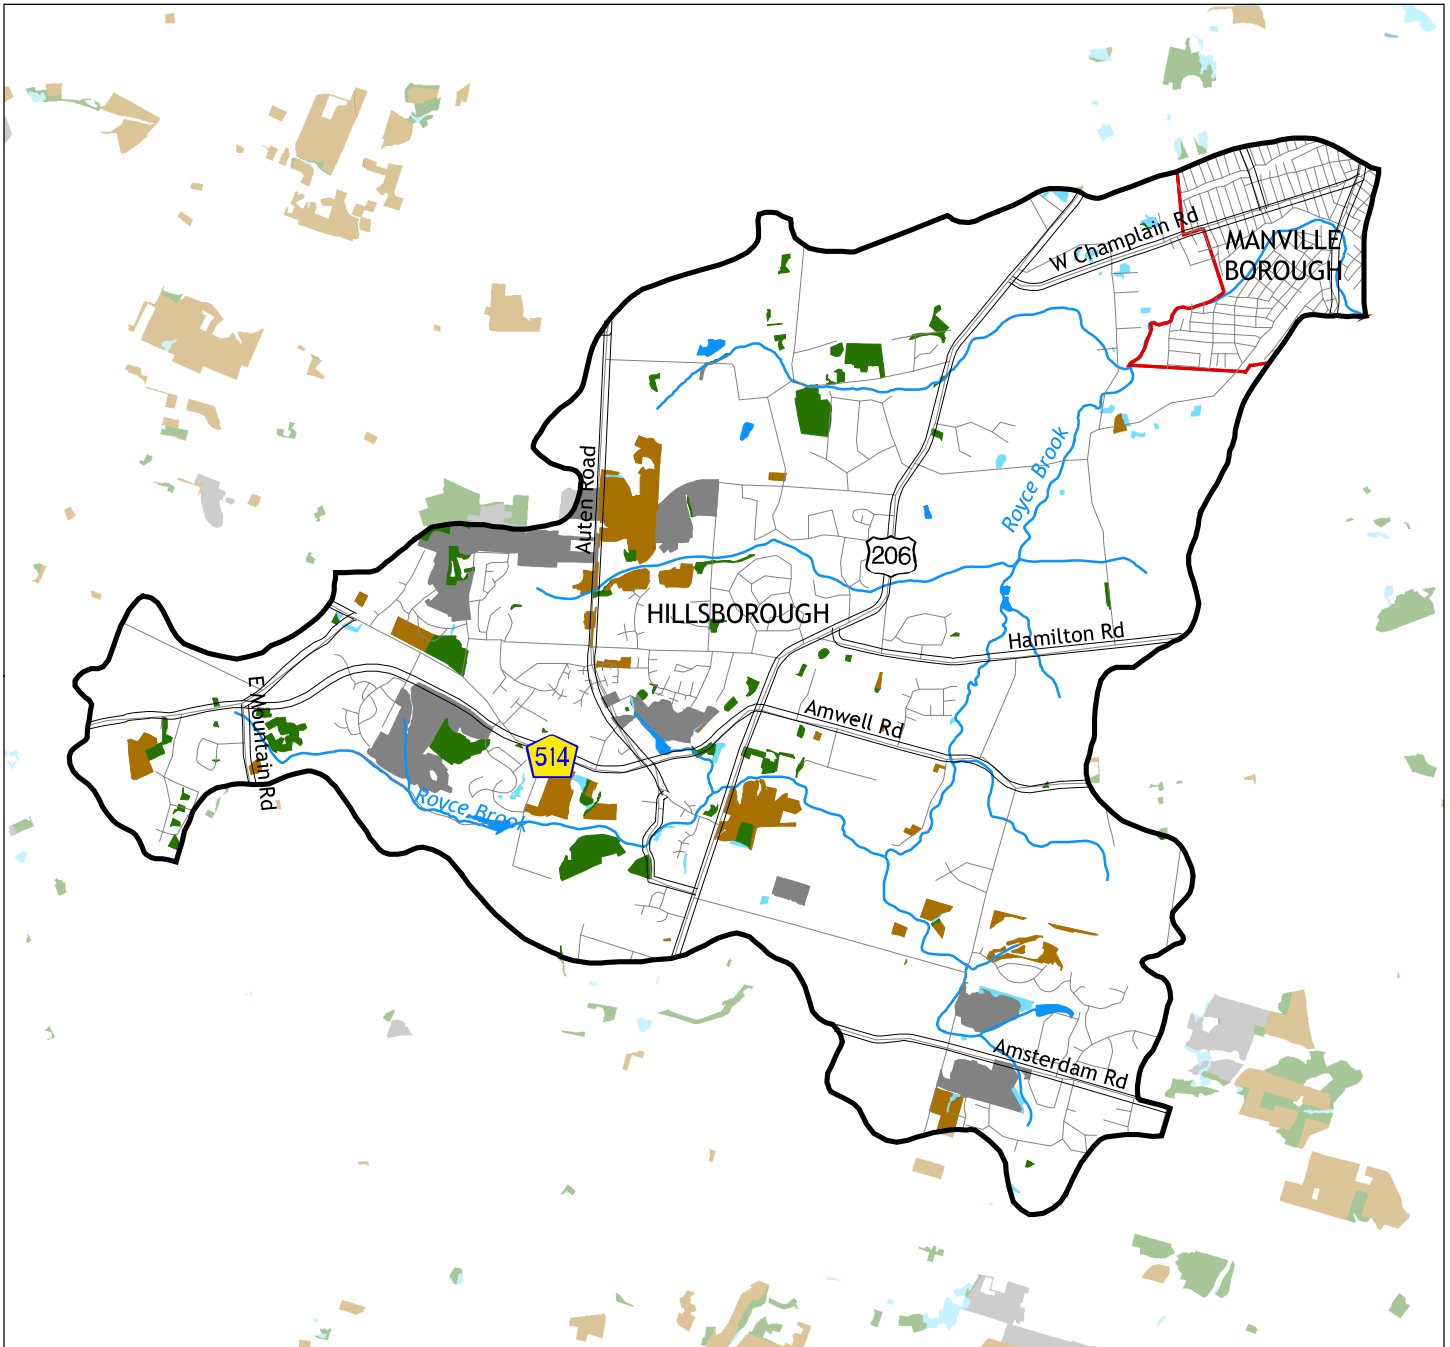 W Champlain Rd
MANVILLE
BOROUGH
Auten Road
Royce Brook
206
HILLSBOROUGH
Hamilton Rd
E Mountain Rd
Amwell Rd
514
Royce Brook
Amsterdam Rd